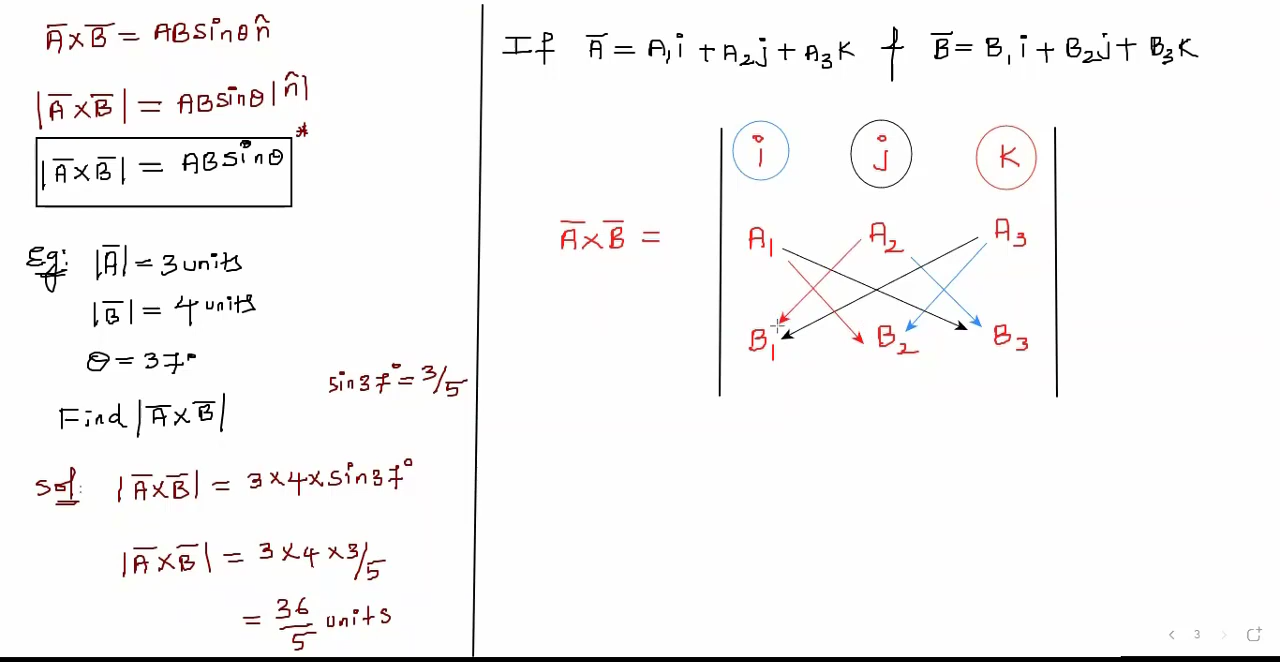 A̅×B̅ = ABsinθ n̂
|A̅×B̅| = ABsinθ|n̂|
|A̅×B̅| = ABsinθ *
Eg: |A̅| = 3 units
|B̅| = 4 units
θ = 37°
sin37° = 3/5
Find |A̅×B̅|
Sol: |A̅×B̅| = 3×4×sin37°
|A̅×B̅| = 3×4×3/5
= 36/5 units
If A̅ = A₁i + A₂j + A₃K & B̅ = B₁i + B₂j + B₃K
i j K
A̅×B̅ = A₁ A₂ A₃
B₁ B₂ B₃
3